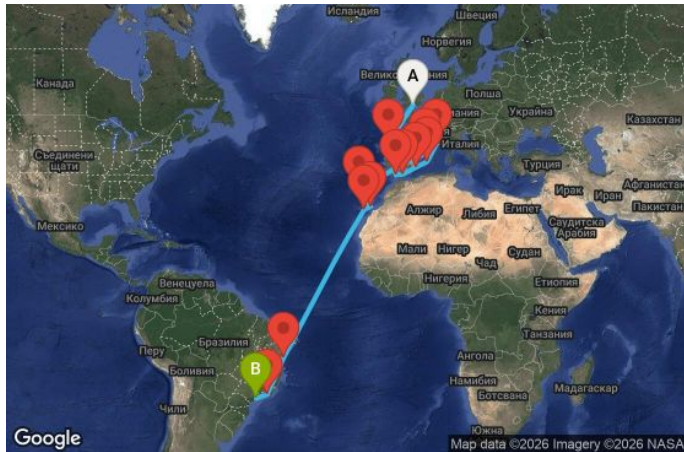 Исландия
Швеция
Норвегия
Канада
A
Полша
Украйна
Казахстан
Италия
Съединени
щати
Турция
Ирак
Иран
Афганистан
Пакистан
Мексико
Алжир
Либия
Египет
Саудитска
Арабия
Мали
Нигер
Чад
Судан
Венецуела
Нигерия
Етиопия
Колумбия
Кения
Бразилия
Танзания
Перу
Ангола
B
Боливия
Намибия
Мадагаскар
Ботсвана
Чили
Южна
Google
Map data ©2026 Imagery ©2026 NASA